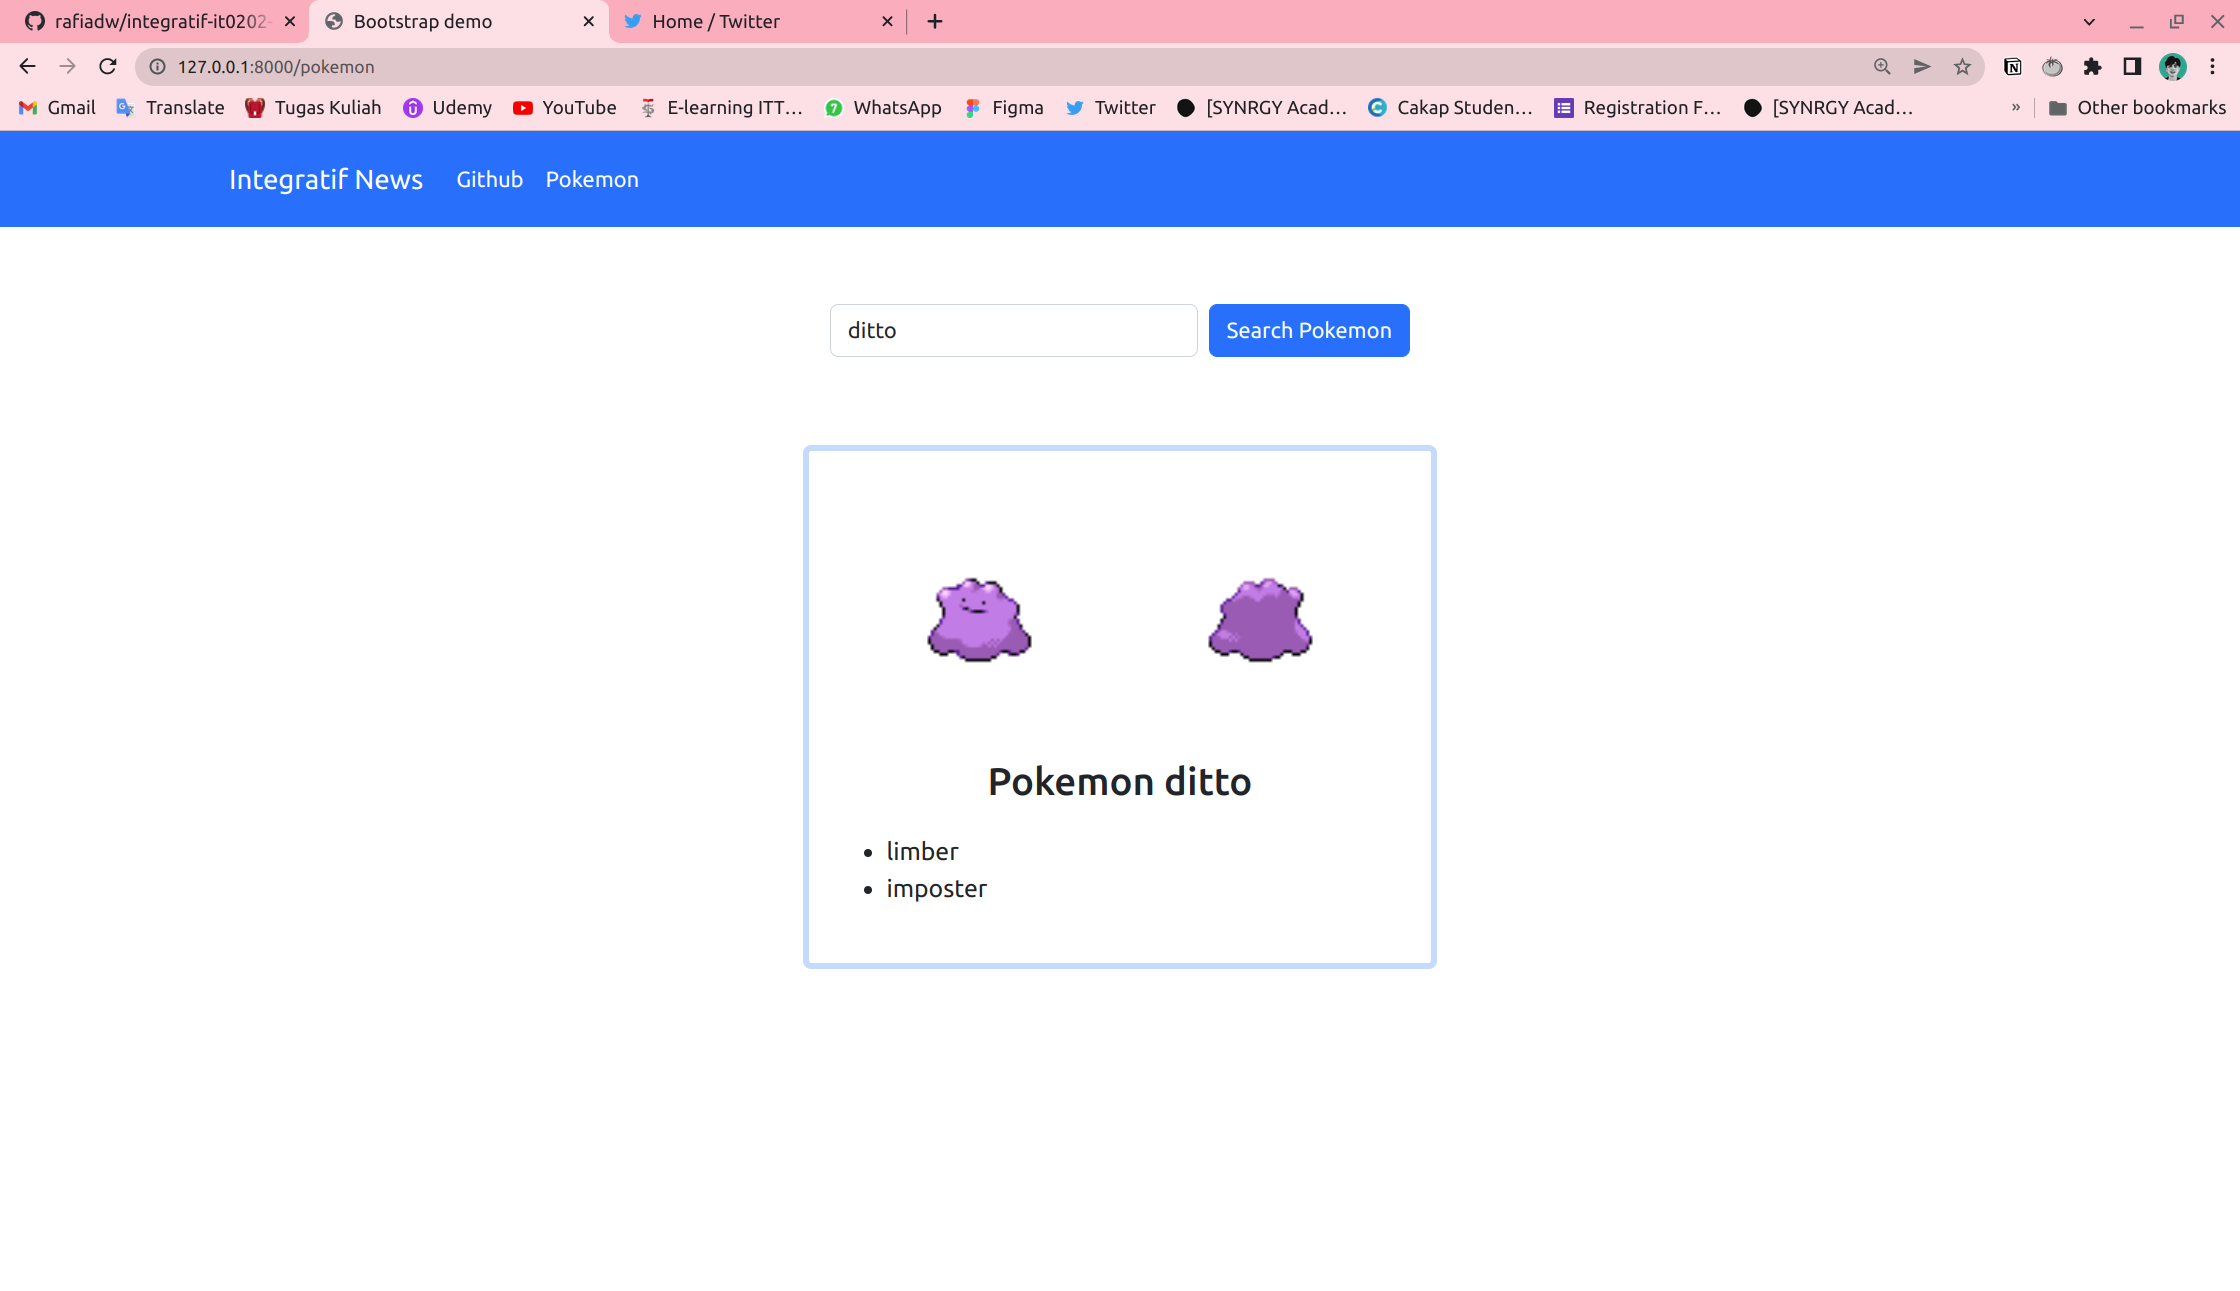 rafiadw/integratif-it0202-
Bootstrap demo
Home / Twitter
127.0.0.1:8000/pokemon
Gmail
Translate
Tugas Kuliah
Udemy
YouTube
E-learning ITT...
7
WhatsApp
Figma
Twitter
[SYNRGY Acad...
Cakap Studen...
Registration F...
[SYNRGY Acad...
»
Other bookmarks
Integratif News
Github
Pokemon
ditto
Search Pokemon
Pokemon ditto
• limber
• imposter